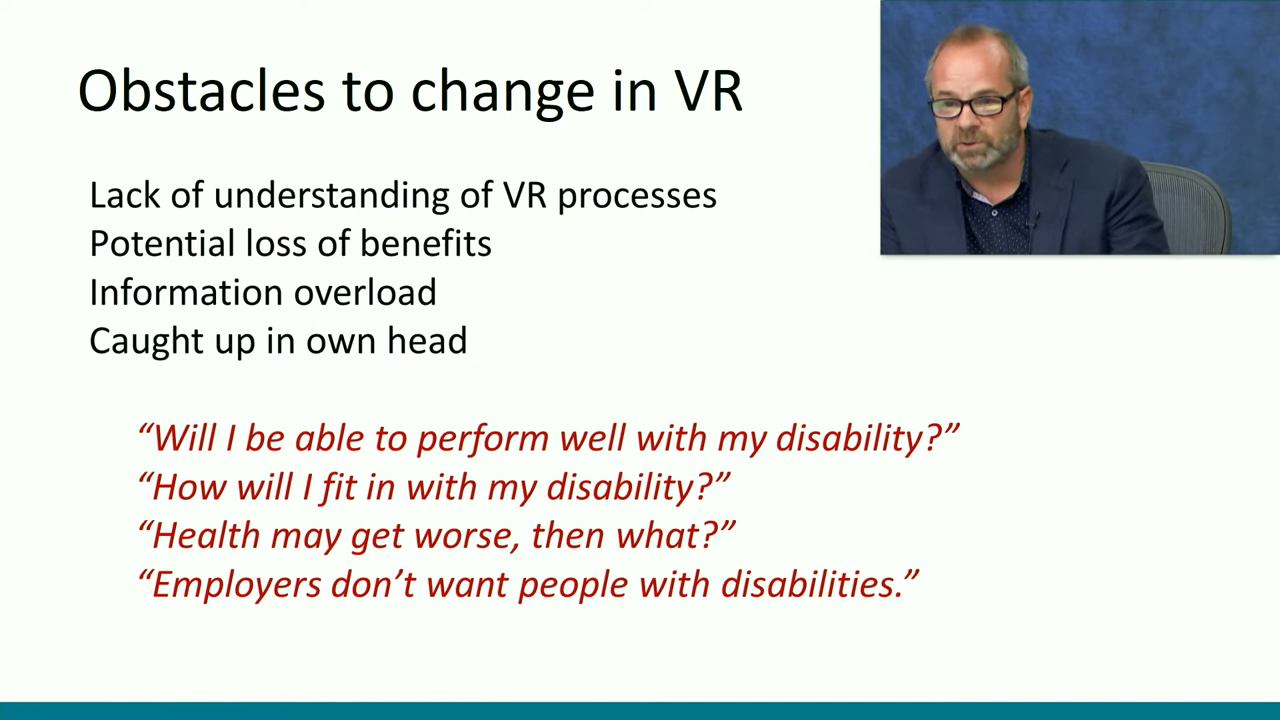 Obstacles to change in VR
Lack of understanding of VR processes
Potential loss of benefits
Information overload
Caught up in own head
“Will I be able to perform well with my disability?”
“How will I fit in with my disability?”
“Health may get worse, then what?”
“Employers don’t want people with disabilities.”